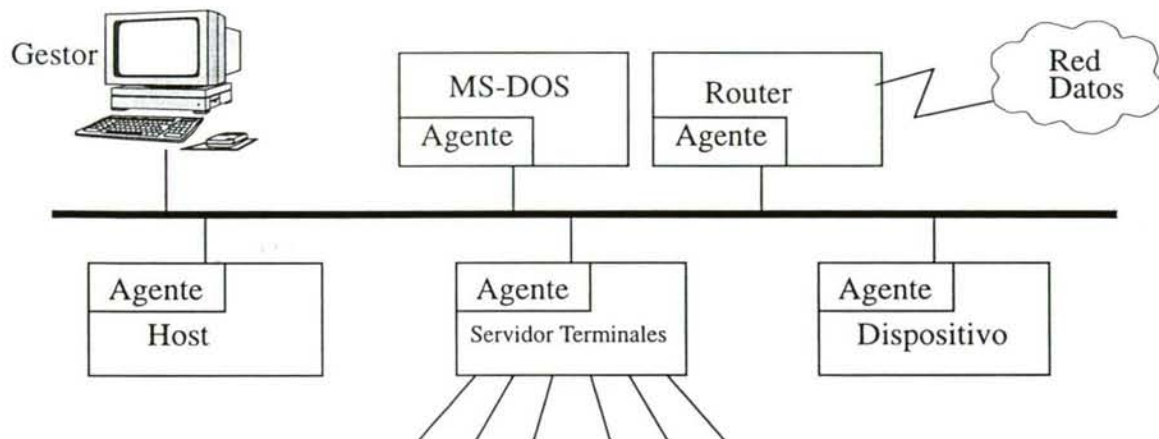 Gestor
MS-DOS
Agente
Router
Agente
Red
Datos
Agente
Host
Agente
Servidor Terminales
Agente
Dispositivo